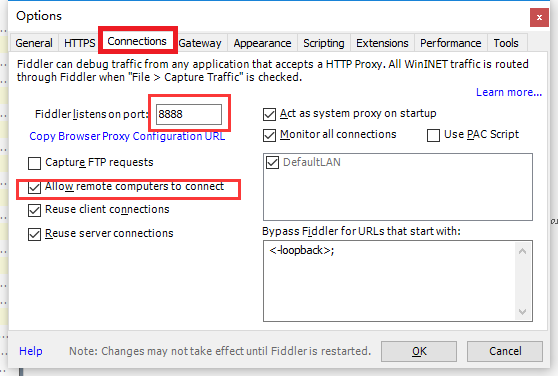 Options
x
General HTTPS Connections Gateway Appearance Scripting Extensions Performance Tools
Fiddler can debug traffic from any application that accepts a HTTP Proxy. All WinINET traffic is routed
through Fiddler when "File > Capture Traffic" is checked.
Learn more...
Fiddler listens on port: 8888
Copy Browser Proxy Configuration URL
Capture FTP requests
Allow remote computers to connect
Reuse client connections
Reuse server connections
Act as system proxy on startup
Monitor all connections Use PAC Script
DefaultLAN
Bypass Fiddler for URLs that start with:
<-loopback>;
Help Note: Changes may not take effect until Fiddler is restarted. OK Cancel